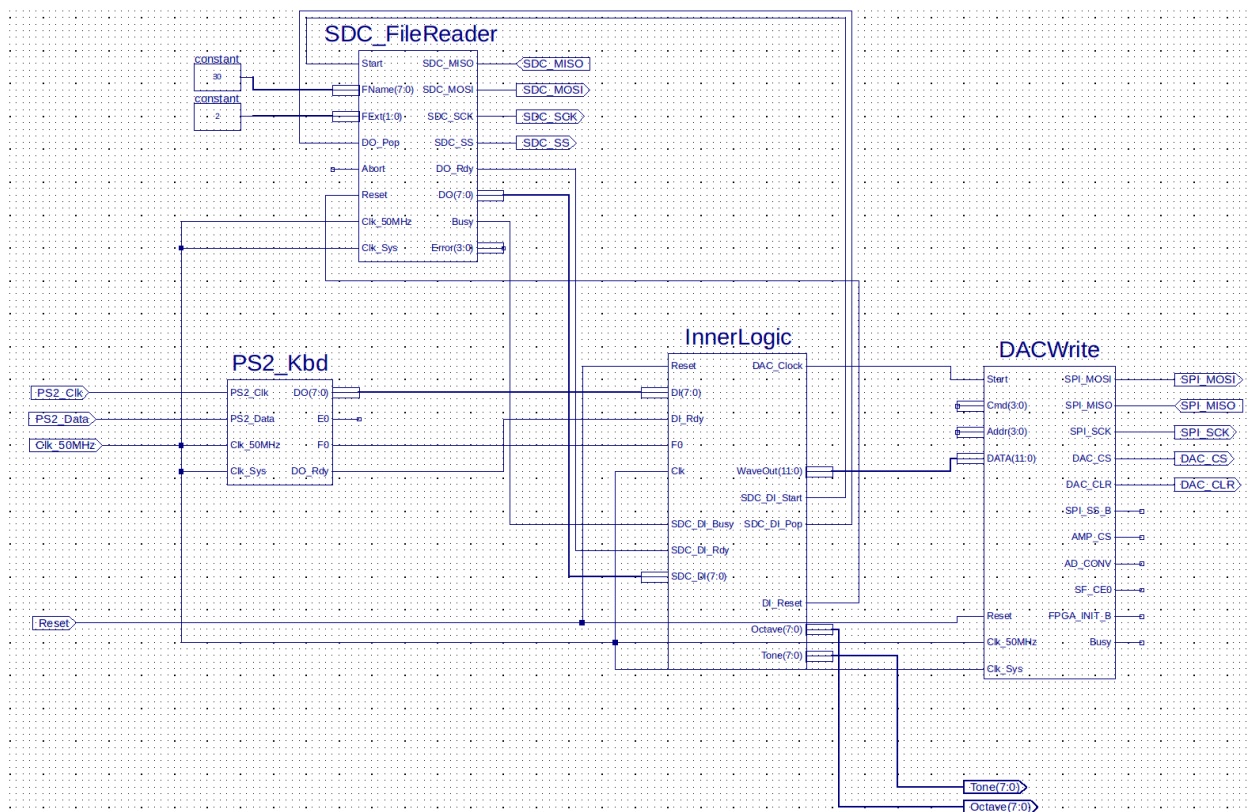 SDC_FileReader
constant
30
constant
2
Start
FName(7:0)
FExt(1:0)
DO_Pop
Abort
Reset
Clk_50MHz
Clk_Sys
SDC_MISO
SDC_MOSI
SDC_SCK
SDC_SS
DO_Rdy
DO(7:0)
Busy
Error(3:0)
SDC_MISO
SDC_MOSI
SDC_SCK
SDC_SS
PS2_Kbd
PS2_Clk
PS2_Data
Clk_50MHz
PS2_Clk
PS2_Data
Clk_50MHz
Clk_Sys
DO(7:0)
E0
F0
DO_Rdy
Reset
InnerLogic
Reset
DI(7:0)
DI_Rdy
F0
Clk
SDC_DI_Busy
SDC_DI_Rdy
SDC_DI(7:0)
DAC_Clock
WaveOut(11:0)
SDC_DI_Start
SDC_DI_Pop
DI_Reset
Octave(7:0)
Tone(7:0)
DACWrite
Start
Cmd(3:0)
Addr(3:0)
DATA(11:0)
Reset
Clk_50MHz
Clk_Sys
SPI_MOSI
SPI_MISO
SPI_SCK
DAC_CS
DAC_CLR
SPI_SS_B
AMP_CS
AD_CONV
SF_CE0
FPGA_INIT_B
Busy
SPI_MOSI
SPI_MISO
SPI_SCK
DAC_CS
DAC_CLR
Tone(7:0)
Octave(7:0)